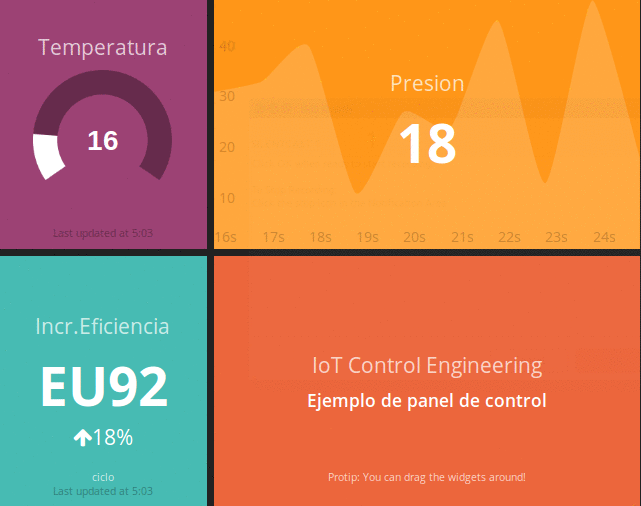 Temperatura
16
Last updated at 5:03
Presion
18
40
30
20
10
16s 17s 18s 19s 20s 21s 22s 23s 24s
Incr.Eficiencia
EU92
18%
ciclo
Last updated at 5:03
IoT Control Engineering
Ejemplo de panel de control
Protip: You can drag the widgets around!